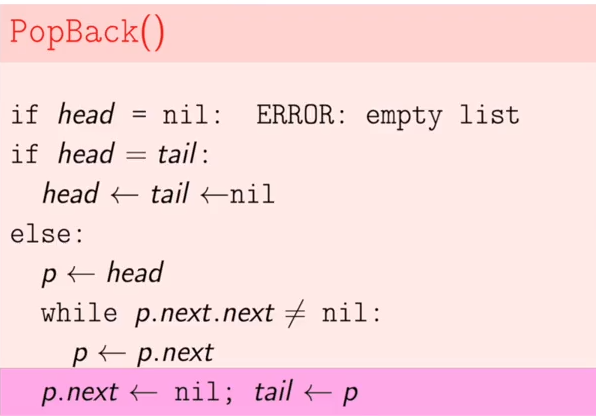 PopBack()
if head = nil:  ERROR: empty list
if head = tail:
head ← tail ←nil
else:
p ← head
while p.next.next ≠ nil:
p ← p.next
p.next ← nil; tail ← p